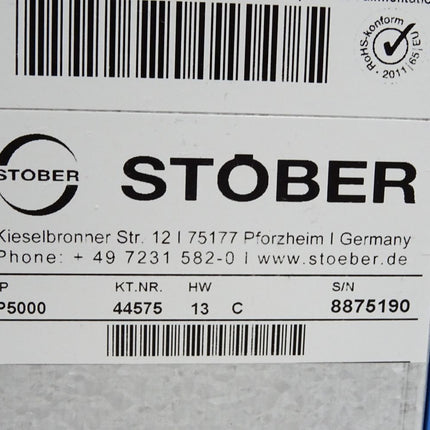 RoHS-konform
· 2011/65/EU ·
STÖBER
STÖBER
Kieselbronner Str. 12 I 75177 Pforzheim I Germany
Phone: + 49 7231 582-0 I www.stoeber.de
KT.NR. HW S/N
P5000 44575 13 C 8875190